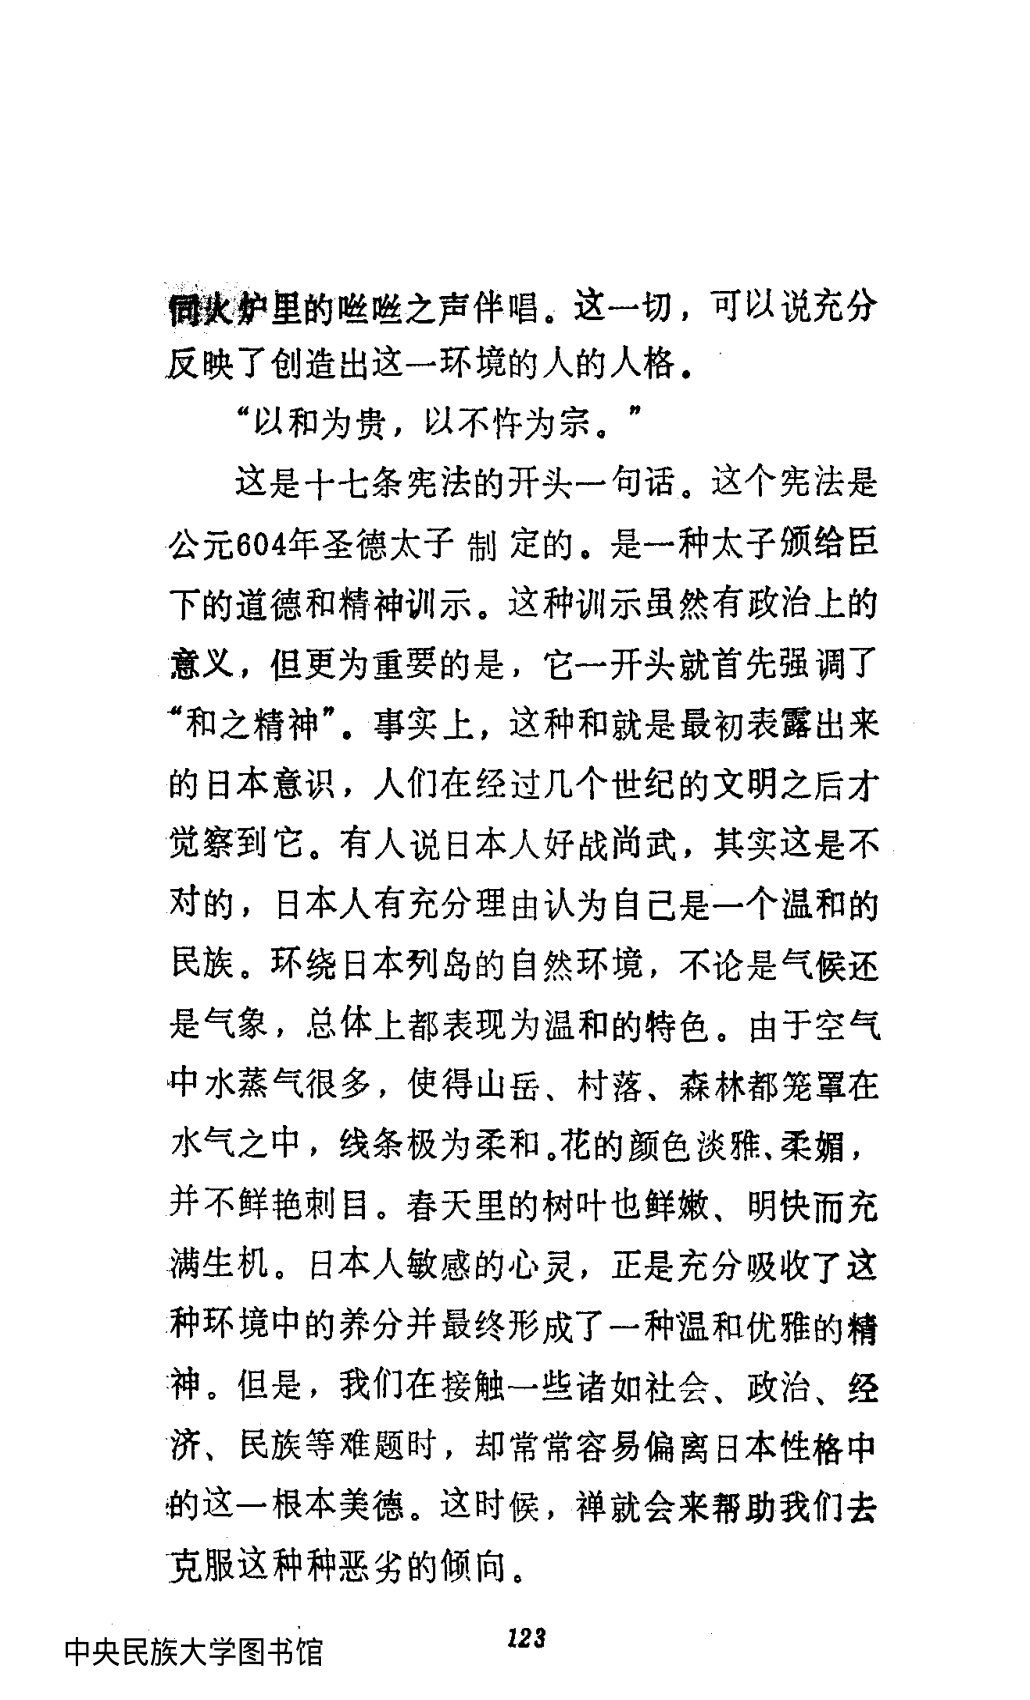 同火炉里的咝咝之声伴唱。这一切，可以说充分
反映了创造出这一环境的人的人格。
“以和为贵，以不忤为宗。”
这是十七条宪法的开头一句话。这个宪法是
公元604年圣德太子制定的。是一种太子颁给臣
下的道德和精神训示。这种训示虽然有政治上的
意义，但更为重要的是，它一开头就首先强调了
“和之精神”。事实上，这种和就是最初表露出来
的日本意识，人们在经过几个世纪的文明之后才
觉察到它。有人说日本人好战尚武，其实这是不
对的，日本人有充分理由认为自己是一个温和的
民族。环绕日本列岛的自然环境，不论是气候还
是气象，总体上都表现为温和的特色。由于空气
中水蒸气很多，使得山岳、村落、森林都笼罩在
水气之中，线条极为柔和。花的颜色淡雅、柔媚，
并不鲜艳刺目。春天里的树叶也鲜嫩、明快而充
满生机。日本人敏感的心灵，正是充分吸收了这
种环境中的养分并最终形成了一种温和优雅的精
神。但是，我们在接触一些诸如社会、政治、经
济、民族等难题时，却常常容易偏离日本性格中
的这一根本美德。这时候，禅就会来帮助我们去
克服这种种恶劣的倾向。
123
中央民族大学图书馆